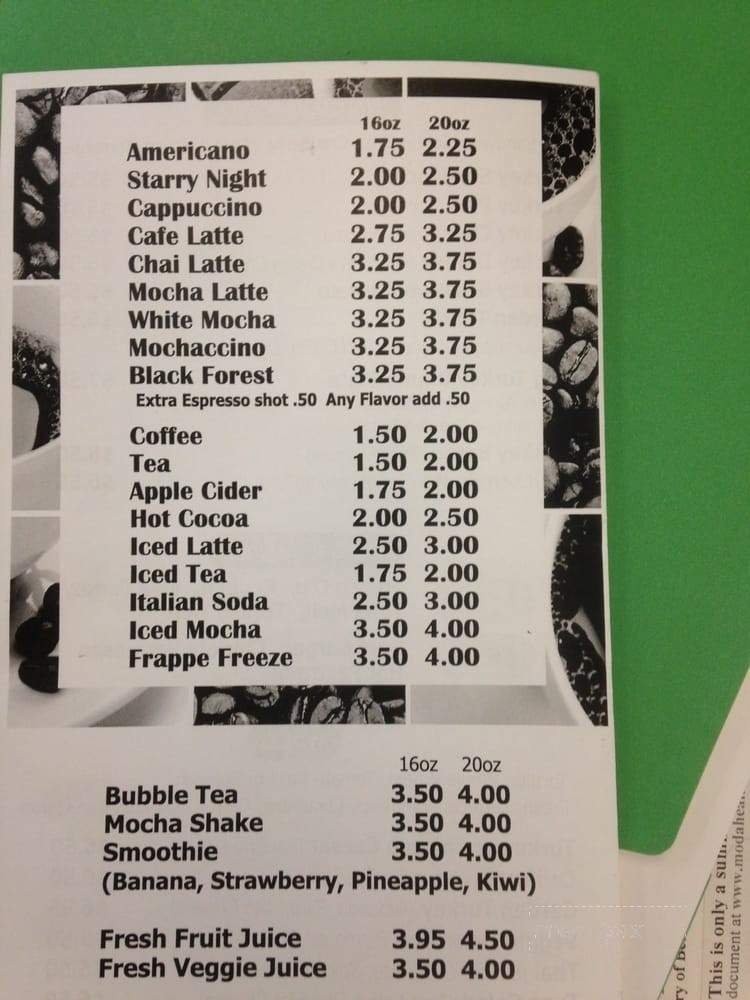 16oz 20oz
Americano 1.75 2.25
Starry Night 2.00 2.50
Cappuccino 2.00 2.50
Cafe Latte 2.75 3.25
Chai Latte 3.25 3.75
Mocha Latte 3.25 3.75
White Mocha 3.25 3.75
Mochaccino 3.25 3.75
Black Forest 3.25 3.75
Extra Espresso shot .50 Any Flavor add .50
Coffee 1.50 2.00
Tea 1.50 2.00
Apple Cider 1.75 2.00
Hot Cocoa 2.00 2.50
Iced Latte 2.50 3.00
Iced Tea 1.75 2.00
Italian Soda 2.50 3.00
Iced Mocha 3.50 4.00
Frappe Freeze 3.50 4.00
16oz 20oz
Bubble Tea 3.50 4.00
Mocha Shake 3.50 4.00
Smoothie 3.50 4.00
(Banana, Strawberry, Pineapple, Kiwi)
Fresh Fruit Juice 3.95 4.50
Fresh Veggie Juice 3.50 4.00
ry of
This is only a
document at